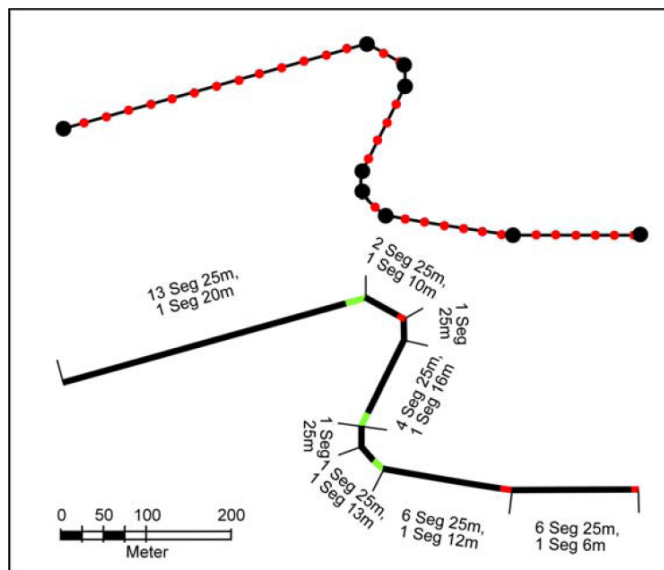 2 Seg 25m,
1 Seg 10m
13 Seg 25m,
1 Seg 20m
1 Seg
25m
4 Seg 25m,
1 Seg 16m
1 Seg
25m
1 Seg 25m,
1 Seg 13m
6 Seg 25m,
1 Seg 12m
6 Seg 25m,
1 Seg 6m
0 50 100 200
Meter